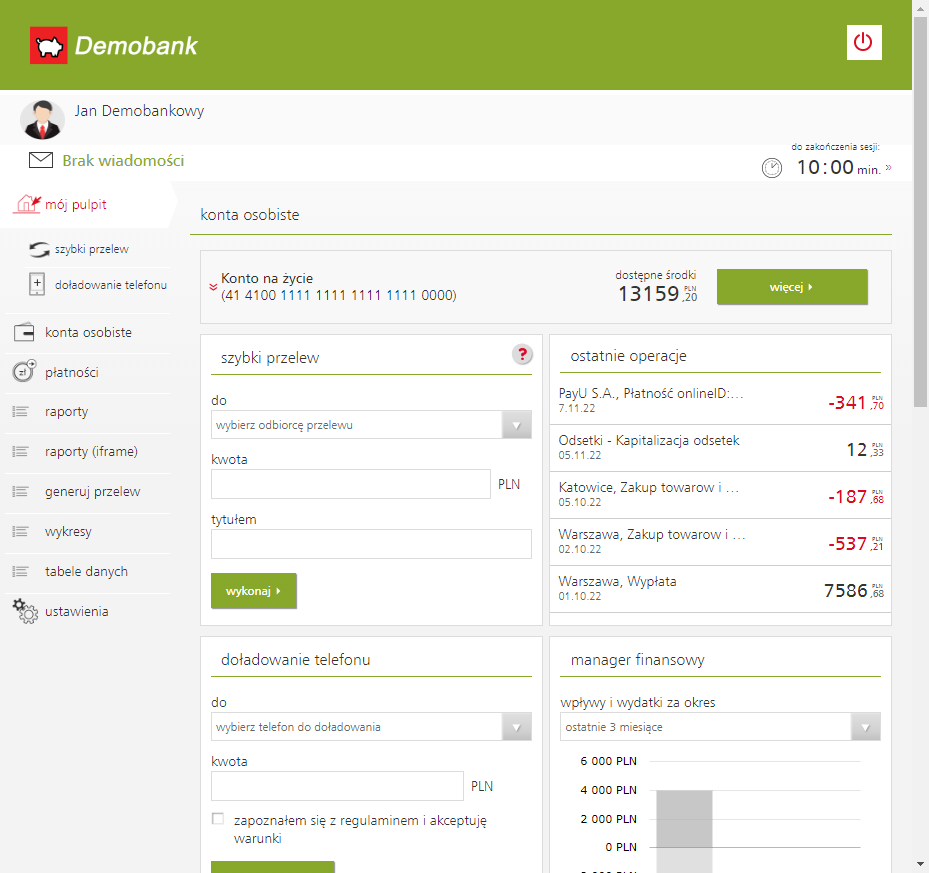 Demobank
Jan Demobankowy
Brak wiadomości
do zakończenia sesji:
10:00 min. »
mój pulpit
szybki przelew
doładowanie telefonu
konta osobiste
płatności
raporty
raporty (iframe)
generuj przelew
wykresy
tabele danych
ustawienia
konta osobiste
Konto na życie
(41 4100 1111 1111 1111 1111 0000)
dostępne środki
13159 PLN ,20
więcej
szybki przelew
?
do
wybierz odbiorcę przelewu
kwota
PLN
tytułem
wykonaj
ostatnie operacje
PayU S.A., Płatność onlineID:...
7.11.22
-341 PLN ,70
Odsetki - Kapitalizacja odsetek
05.11.22
12 PLN ,33
Katowice, Zakup towarow i ...
05.10.22
-187 PLN ,68
Warszawa, Zakup towarow i ...
02.10.22
-537 PLN ,21
Warszawa, Wypłata
01.10.22
7586 PLN ,68
doładowanie telefonu
do
wybierz telefon do doładowania
kwota
PLN
zapoznałem się z regulaminem i akceptuję
warunki
manager finansowy
wpływy i wydatki za okres
ostatnie 3 miesiące
6 000 PLN
4 000 PLN
2 000 PLN
0 PLN